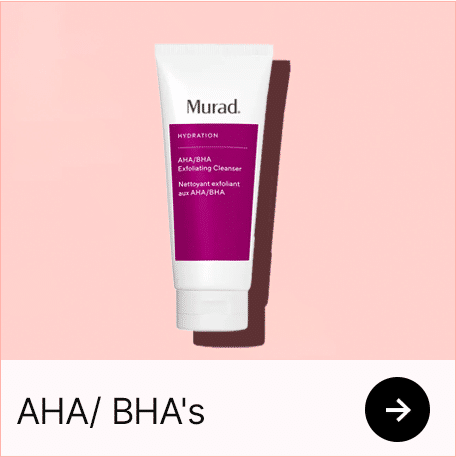 Murad.
HYDRATION
AHA/BHA
Exfoliating Cleanser
Nettoyant exfoliant
aux AHA/BHA
AHA/ BHA's